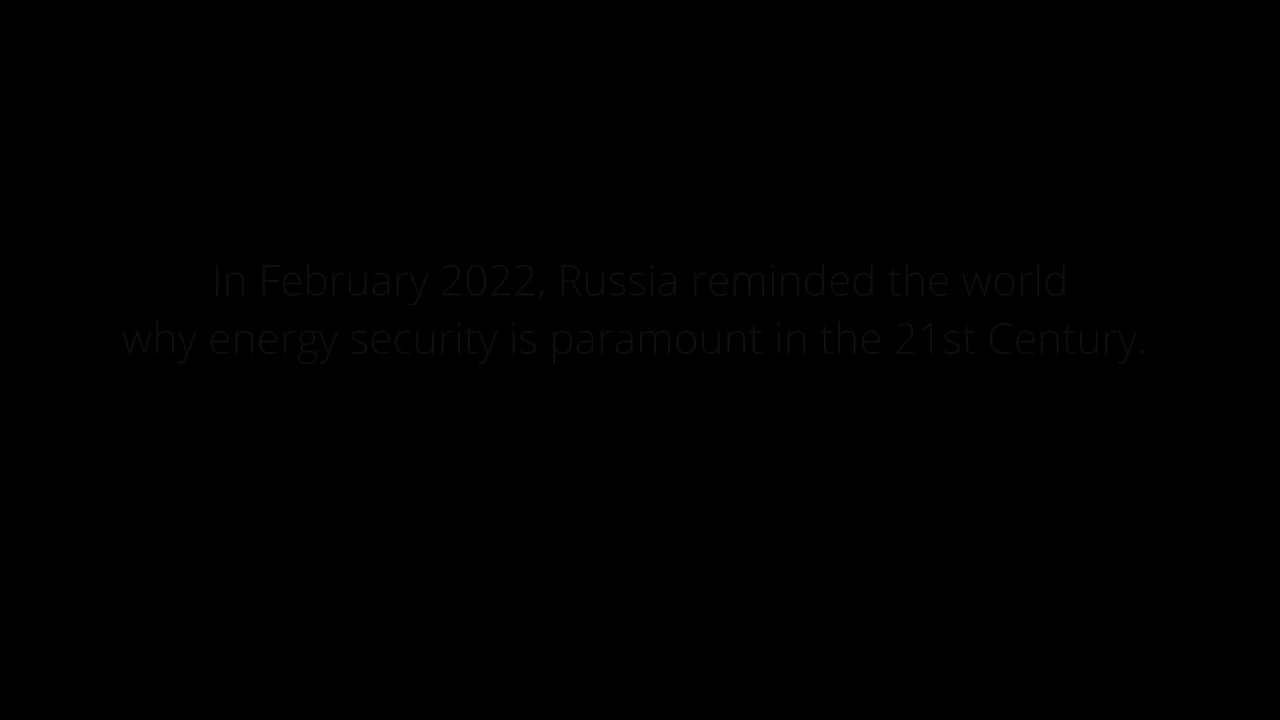 In February 2022, Russia reminded the world
why energy security is paramount in the 21st Century.